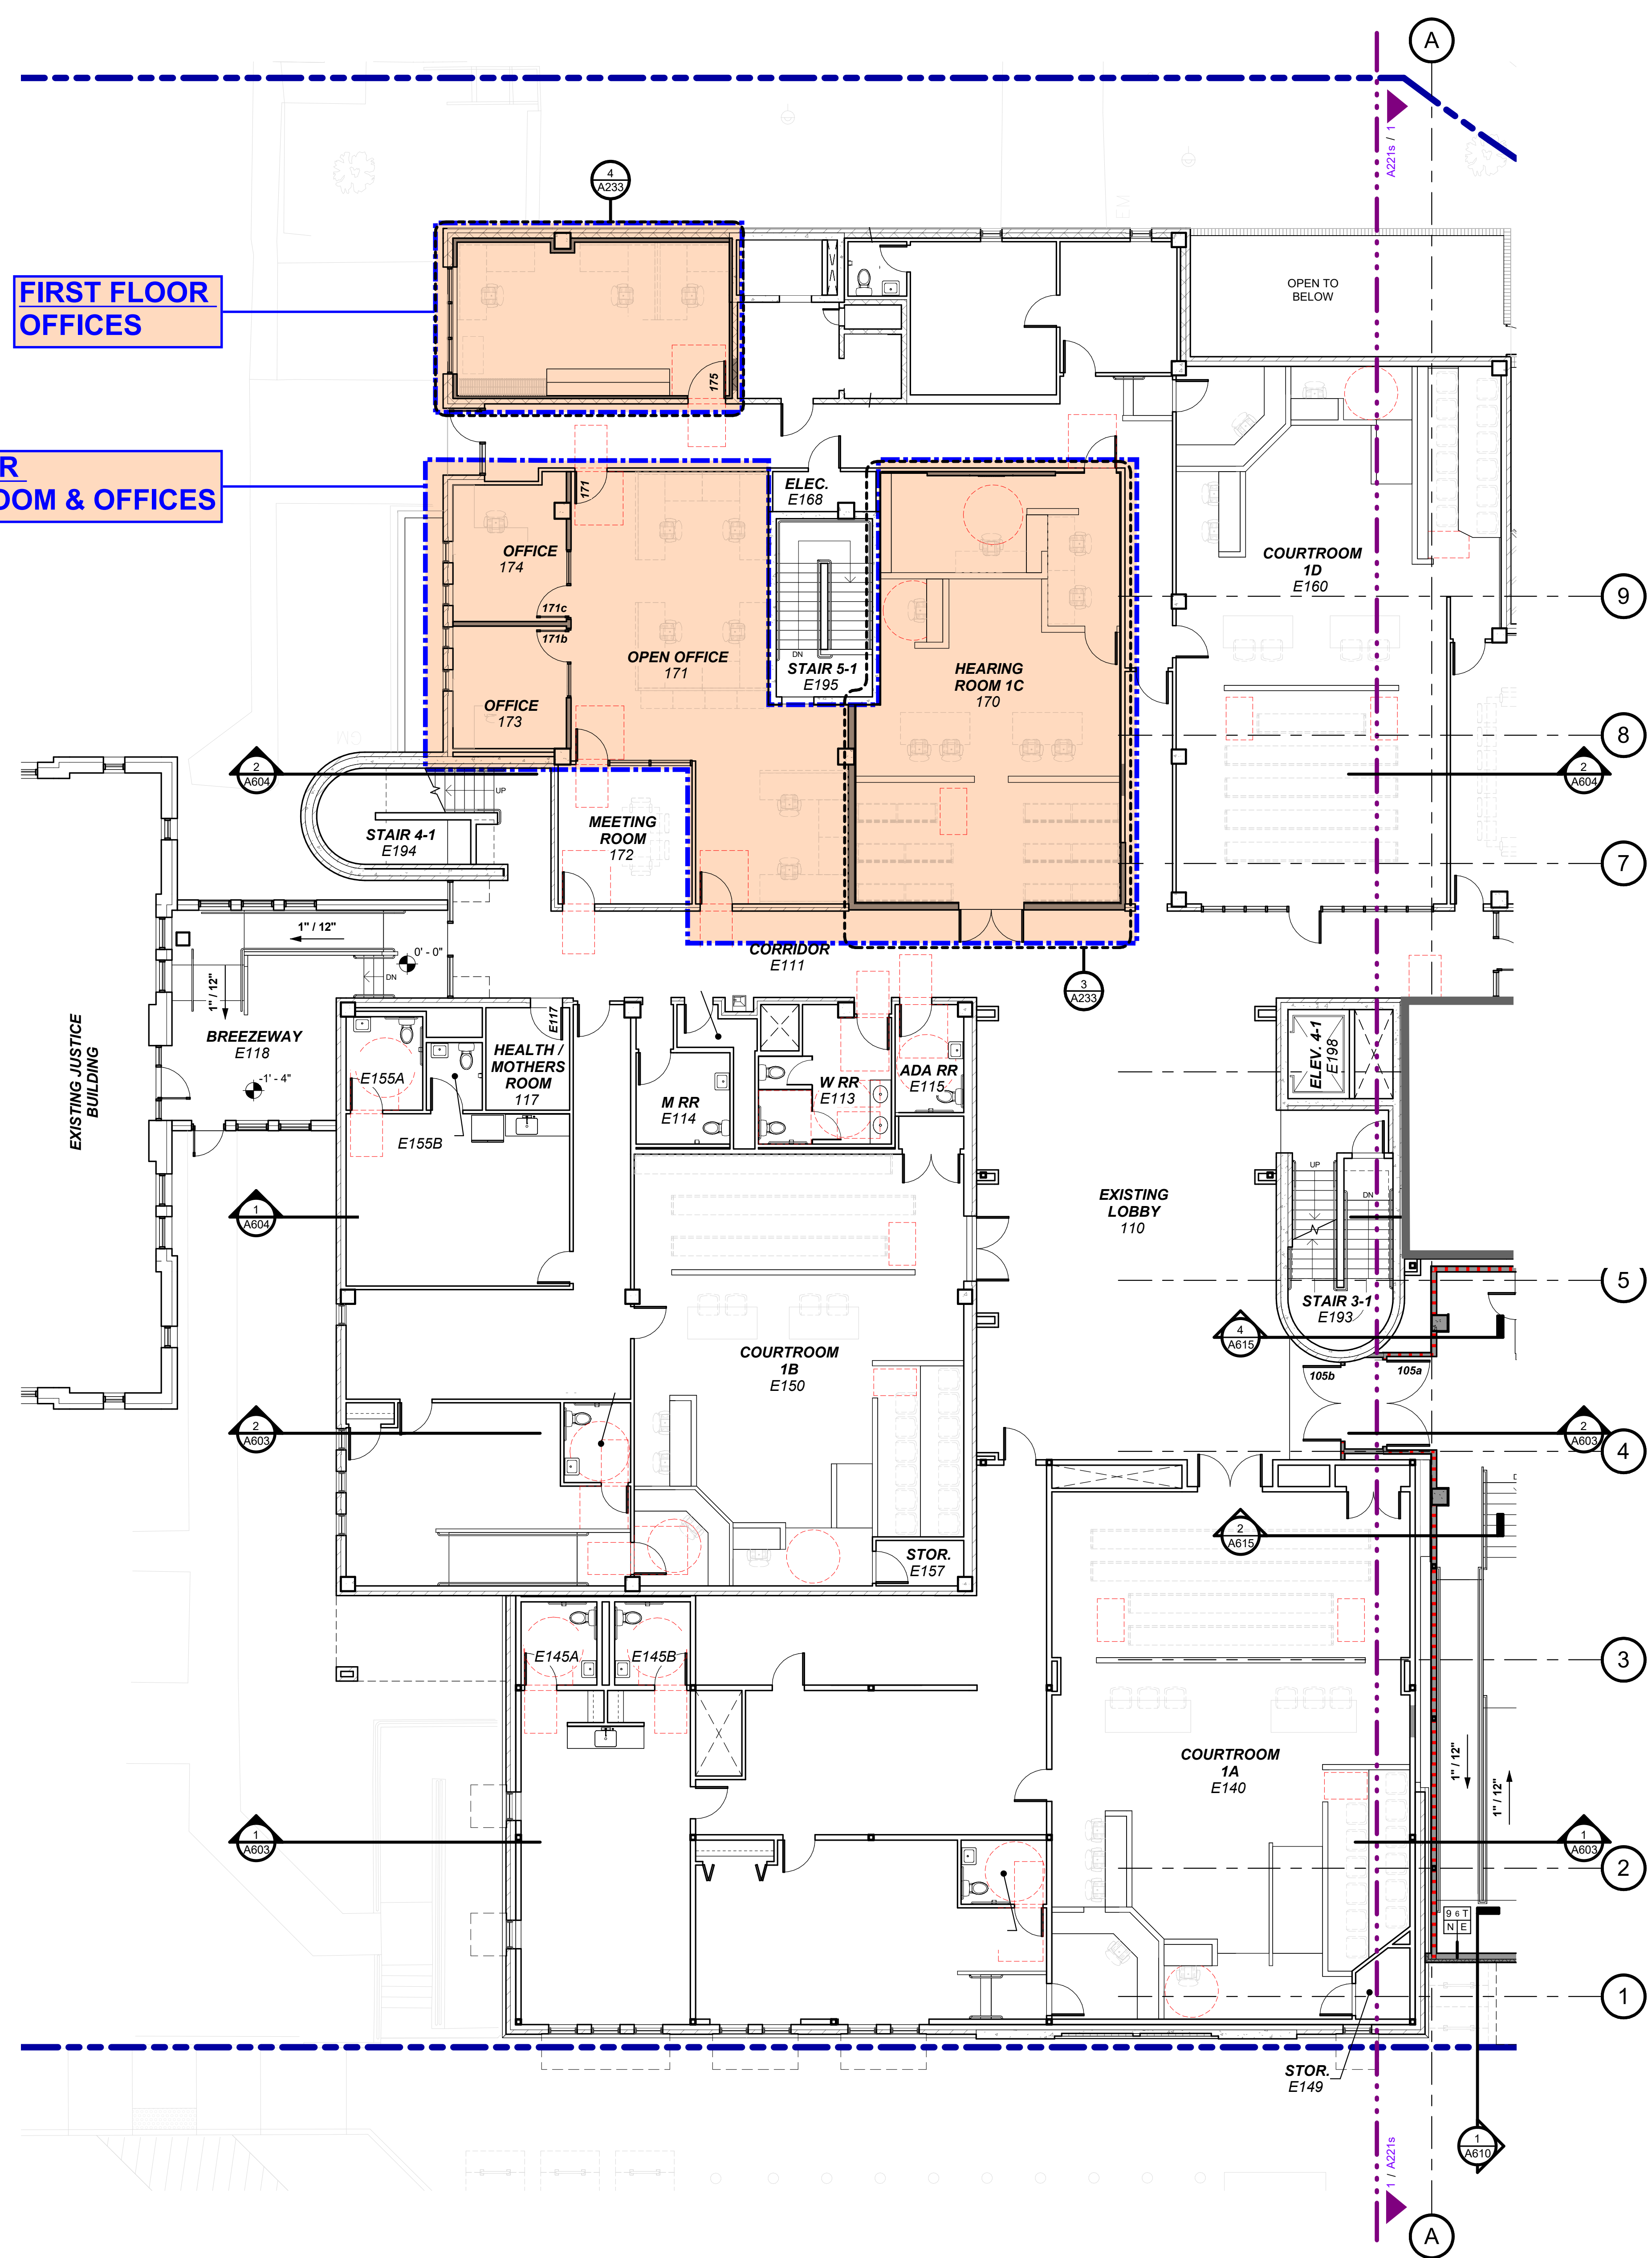 A
A221s / 1
4
A233
FIRST FLOOR
OFFICES
OPEN TO
BELOW
175
R
OOM & OFFICES
171
ELEC.
E168
OFFICE
174
COURTROOM
1D
E160
9
171c
171b
OPEN OFFICE
171
DN
STAIR 5-1
E195
HEARING
ROOM 1C
170
OFFICE
173
GM
EM
8
2
A604
UP
2
A604
STAIR 4-1
E194
MEETING
ROOM
172
7
1" / 12"
0' - 0"
DN
CORRIDOR
E111
3
A233
1" / 12"
EXISTING JUSTICE
BUILDING
BREEZEWAY
E118
-1' - 4"
E117
HEALTH /
MOTHERS
ROOM
117
E155A
E155B
M RR
E114
W RR
E113
ADA RR
E115
ELEV. 4-1
E198
1
A604
EXISTING
LOBBY
110
UP
DN
5
STAIR 3-1
E193
4
A615
COURTROOM
1B
E150
105b
105a
2
A603
2
A603
4
2
A615
STOR.
E157
E145A
E145B
3
COURTROOM
1A
E140
1" / 12"
1" / 12"
1
A603
1
A603
2
9 6 T
N E
1
STOR.
E149
1
A610
1 / A221s
A